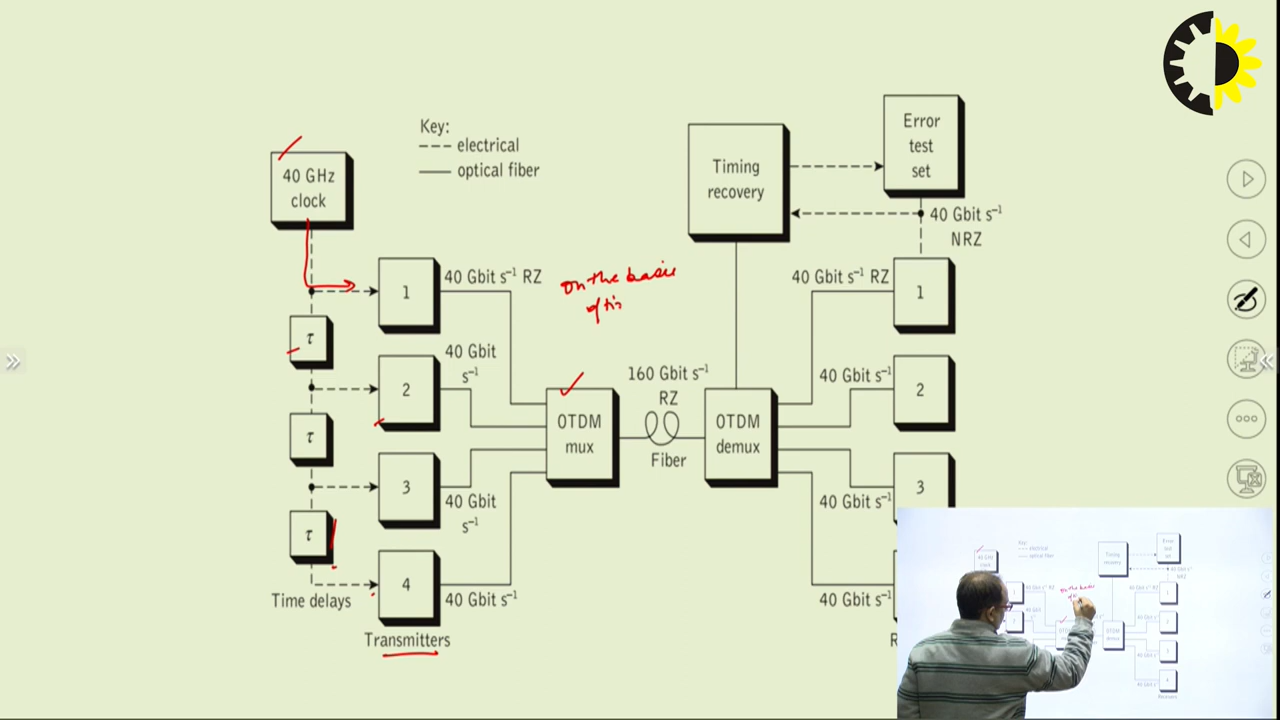 Key:
electrical
optical fiber
40 GHz
clock
Timing
recovery
Error
test
set
40 Gbit s⁻¹
NRZ
1
40 Gbit s⁻¹ RZ
on the basis
of
40 Gbit s⁻¹ RZ
1
τ
2
40 Gbit
s⁻¹
160 Gbit s⁻¹
RZ
40 Gbit s⁻¹
2
τ
OTDM
mux
Fiber
OTDM
demux
3
40 Gbit
s⁻¹
40 Gbit s⁻¹
3
τ
4
40 Gbit s⁻¹
40 Gbit s⁻¹
Time delays
Transmitters
R